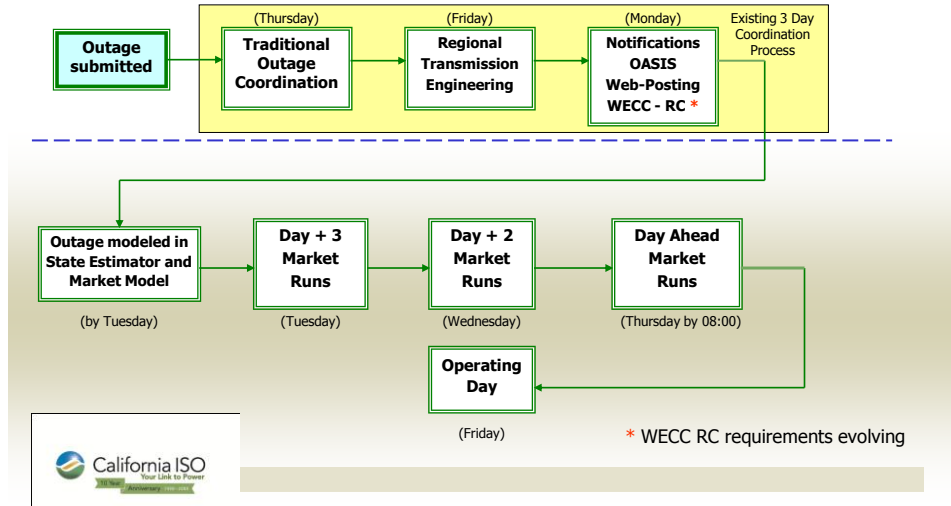 (Thursday)
(Friday)
(Monday)
Existing 3 Day
Coordination
Process
Outage
submitted
Traditional
Outage
Coordination
Regional
Transmission
Engineering
Notifications
OASIS
Web-Posting
WECC - RC *
Outage modeled in
State Estimator and
Market Model
(by Tuesday)
Day + 3
Market
Runs
(Tuesday)
Day + 2
Market
Runs
(Wednesday)
Day Ahead
Market
Runs
(Thursday by 08:00)
Operating
Day
(Friday)
* WECC RC requirements evolving
California ISO
Your Link to Power
Anniversary